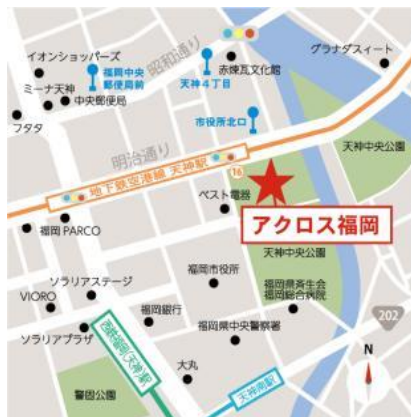 イオンショッパーズ
福岡中央
郵便局前
昭和通り
天神4丁目
赤煉瓦文化館
グラナダスィート
ミーナ天神
中央郵便局
フタタ
市役所北口
明治通り
天神中央公園
地下鉄空港線 天神駅
16
ベスト電器
アクロス福岡
福岡 PARCO
天神中央公園
ソラリアステージ
福岡市役所
VIORO
福岡銀行
福岡県済生会
福岡総合病院
ソラリアプラザ
福岡県中央警察署
202
西鉄福岡(天神)駅
大丸
天神南駅
警固公園
N